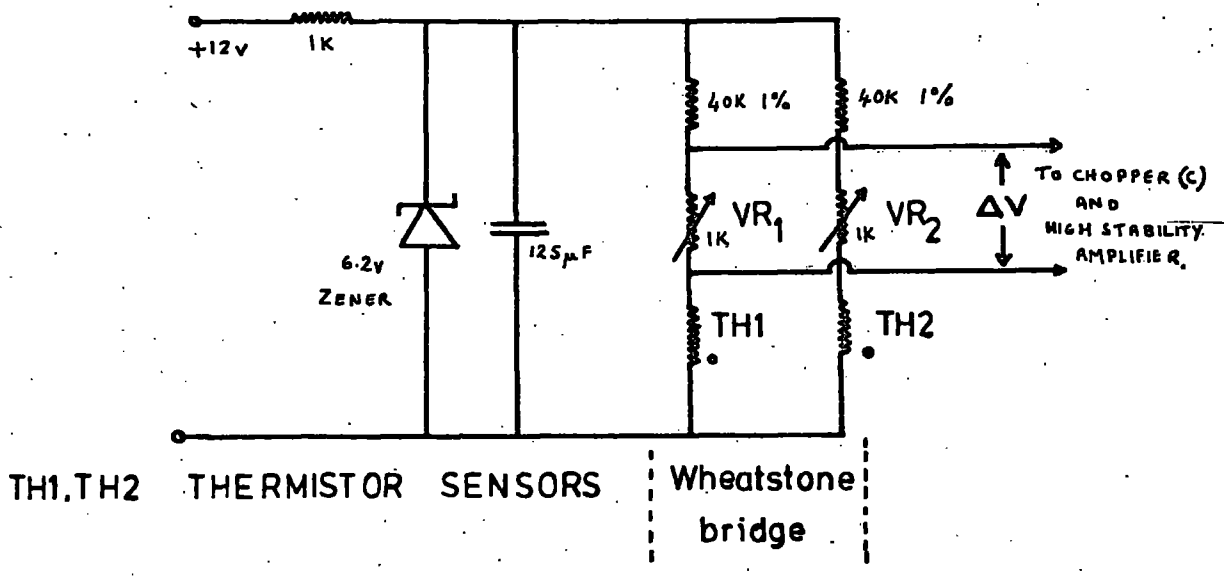 +12V
1K
40K 1%
40K 1%
TO CHOPPER (C)
AND
HIGH STABILITY
AMPLIFIER.
ΔV
VR1
1K
VR2
1K
125µF
6.2V
ZENER
TH1
TH2
TH1,TH2 THERMISTOR SENSORS
Wheatstone
bridge